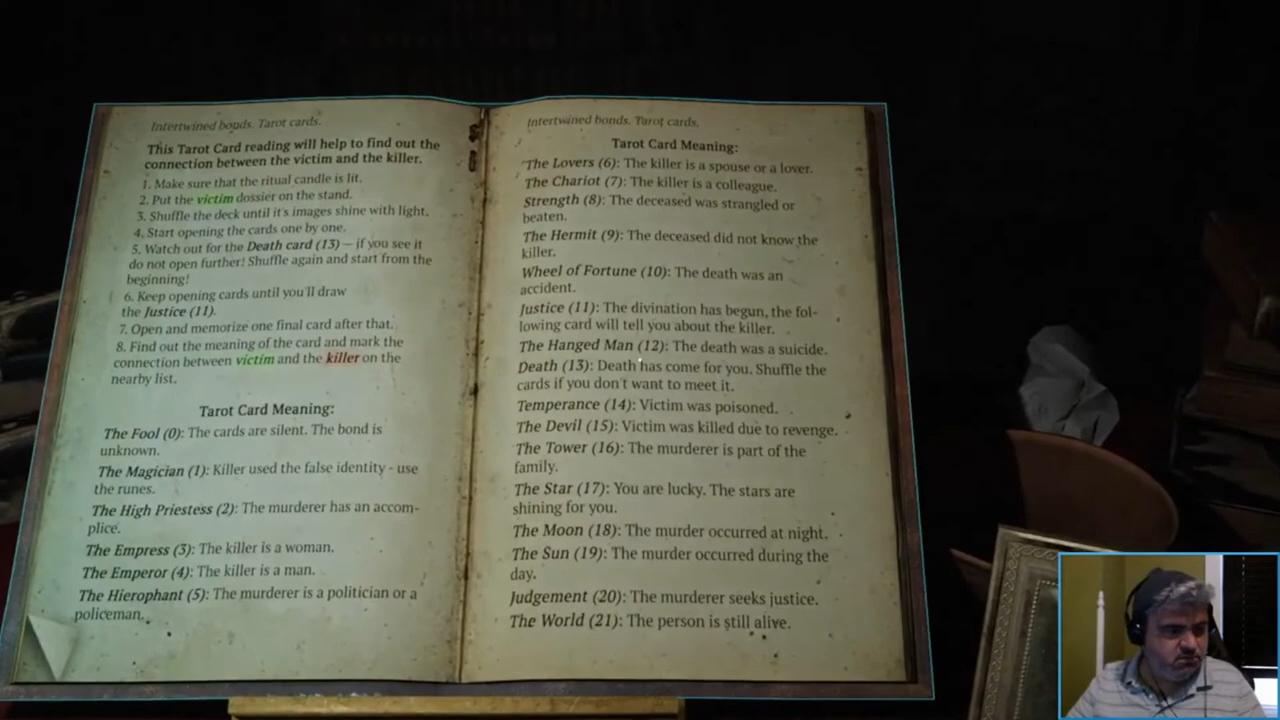 Intertwined bonds. Tarot cards.
This Tarot Card reading will help to find out the
connection between the victim and the killer.
1. Make sure that the ritual candle is lit.
2. Put the victim dossier on the stand.
3. Shuffle the deck until it's images shine with light.
4. Start opening the cards one by one.
5. Watch out for the Death card (13) — if you see it
do not open further! Shuffle again and start from the
beginning!
6. Keep opening cards until you'll draw
the Justice (11).
7. Open and memorize one final card after that.
8. Find out the meaning of the card and mark the
connection between victim and the killer on the
nearby list.
Tarot Card Meaning:
The Fool (0): The cards are silent. The bond is
unknown.
The Magician (1): Killer used the false identity - use
the runes.
The High Priestess (2): The murderer has an accom-
plice.
The Empress (3): The killer is a woman.
The Emperor (4): The killer is a man.
The Hierophant (5): The murderer is a politician or a
policeman.
Intertwined bonds. Tarot cards.
Tarot Card Meaning:
The Lovers (6): The killer is a spouse or a lover.
The Chariot (7): The killer is a colleague.
Strength (8): The deceased was strangled or
beaten.
The Hermit (9): The deceased did not know the
killer.
Wheel of Fortune (10): The death was an
accident.
Justice (11): The divination has begun, the fol-
lowing card will tell you about the killer.
The Hanged Man (12): The death was a suicide.
Death (13): Death has come for you. Shuffle the
cards if you don't want to meet it.
Temperance (14): Victim was poisoned.
The Devil (15): Victim was killed due to revenge.
The Tower (16): The murderer is part of the
family.
The Star (17): You are lucky. The stars are
shining for you.
The Moon (18): The murder occurred at night.
The Sun (19): The murder occurred during the
day.
Judgement (20): The murderer seeks justice.
The World (21): The person is still alive.